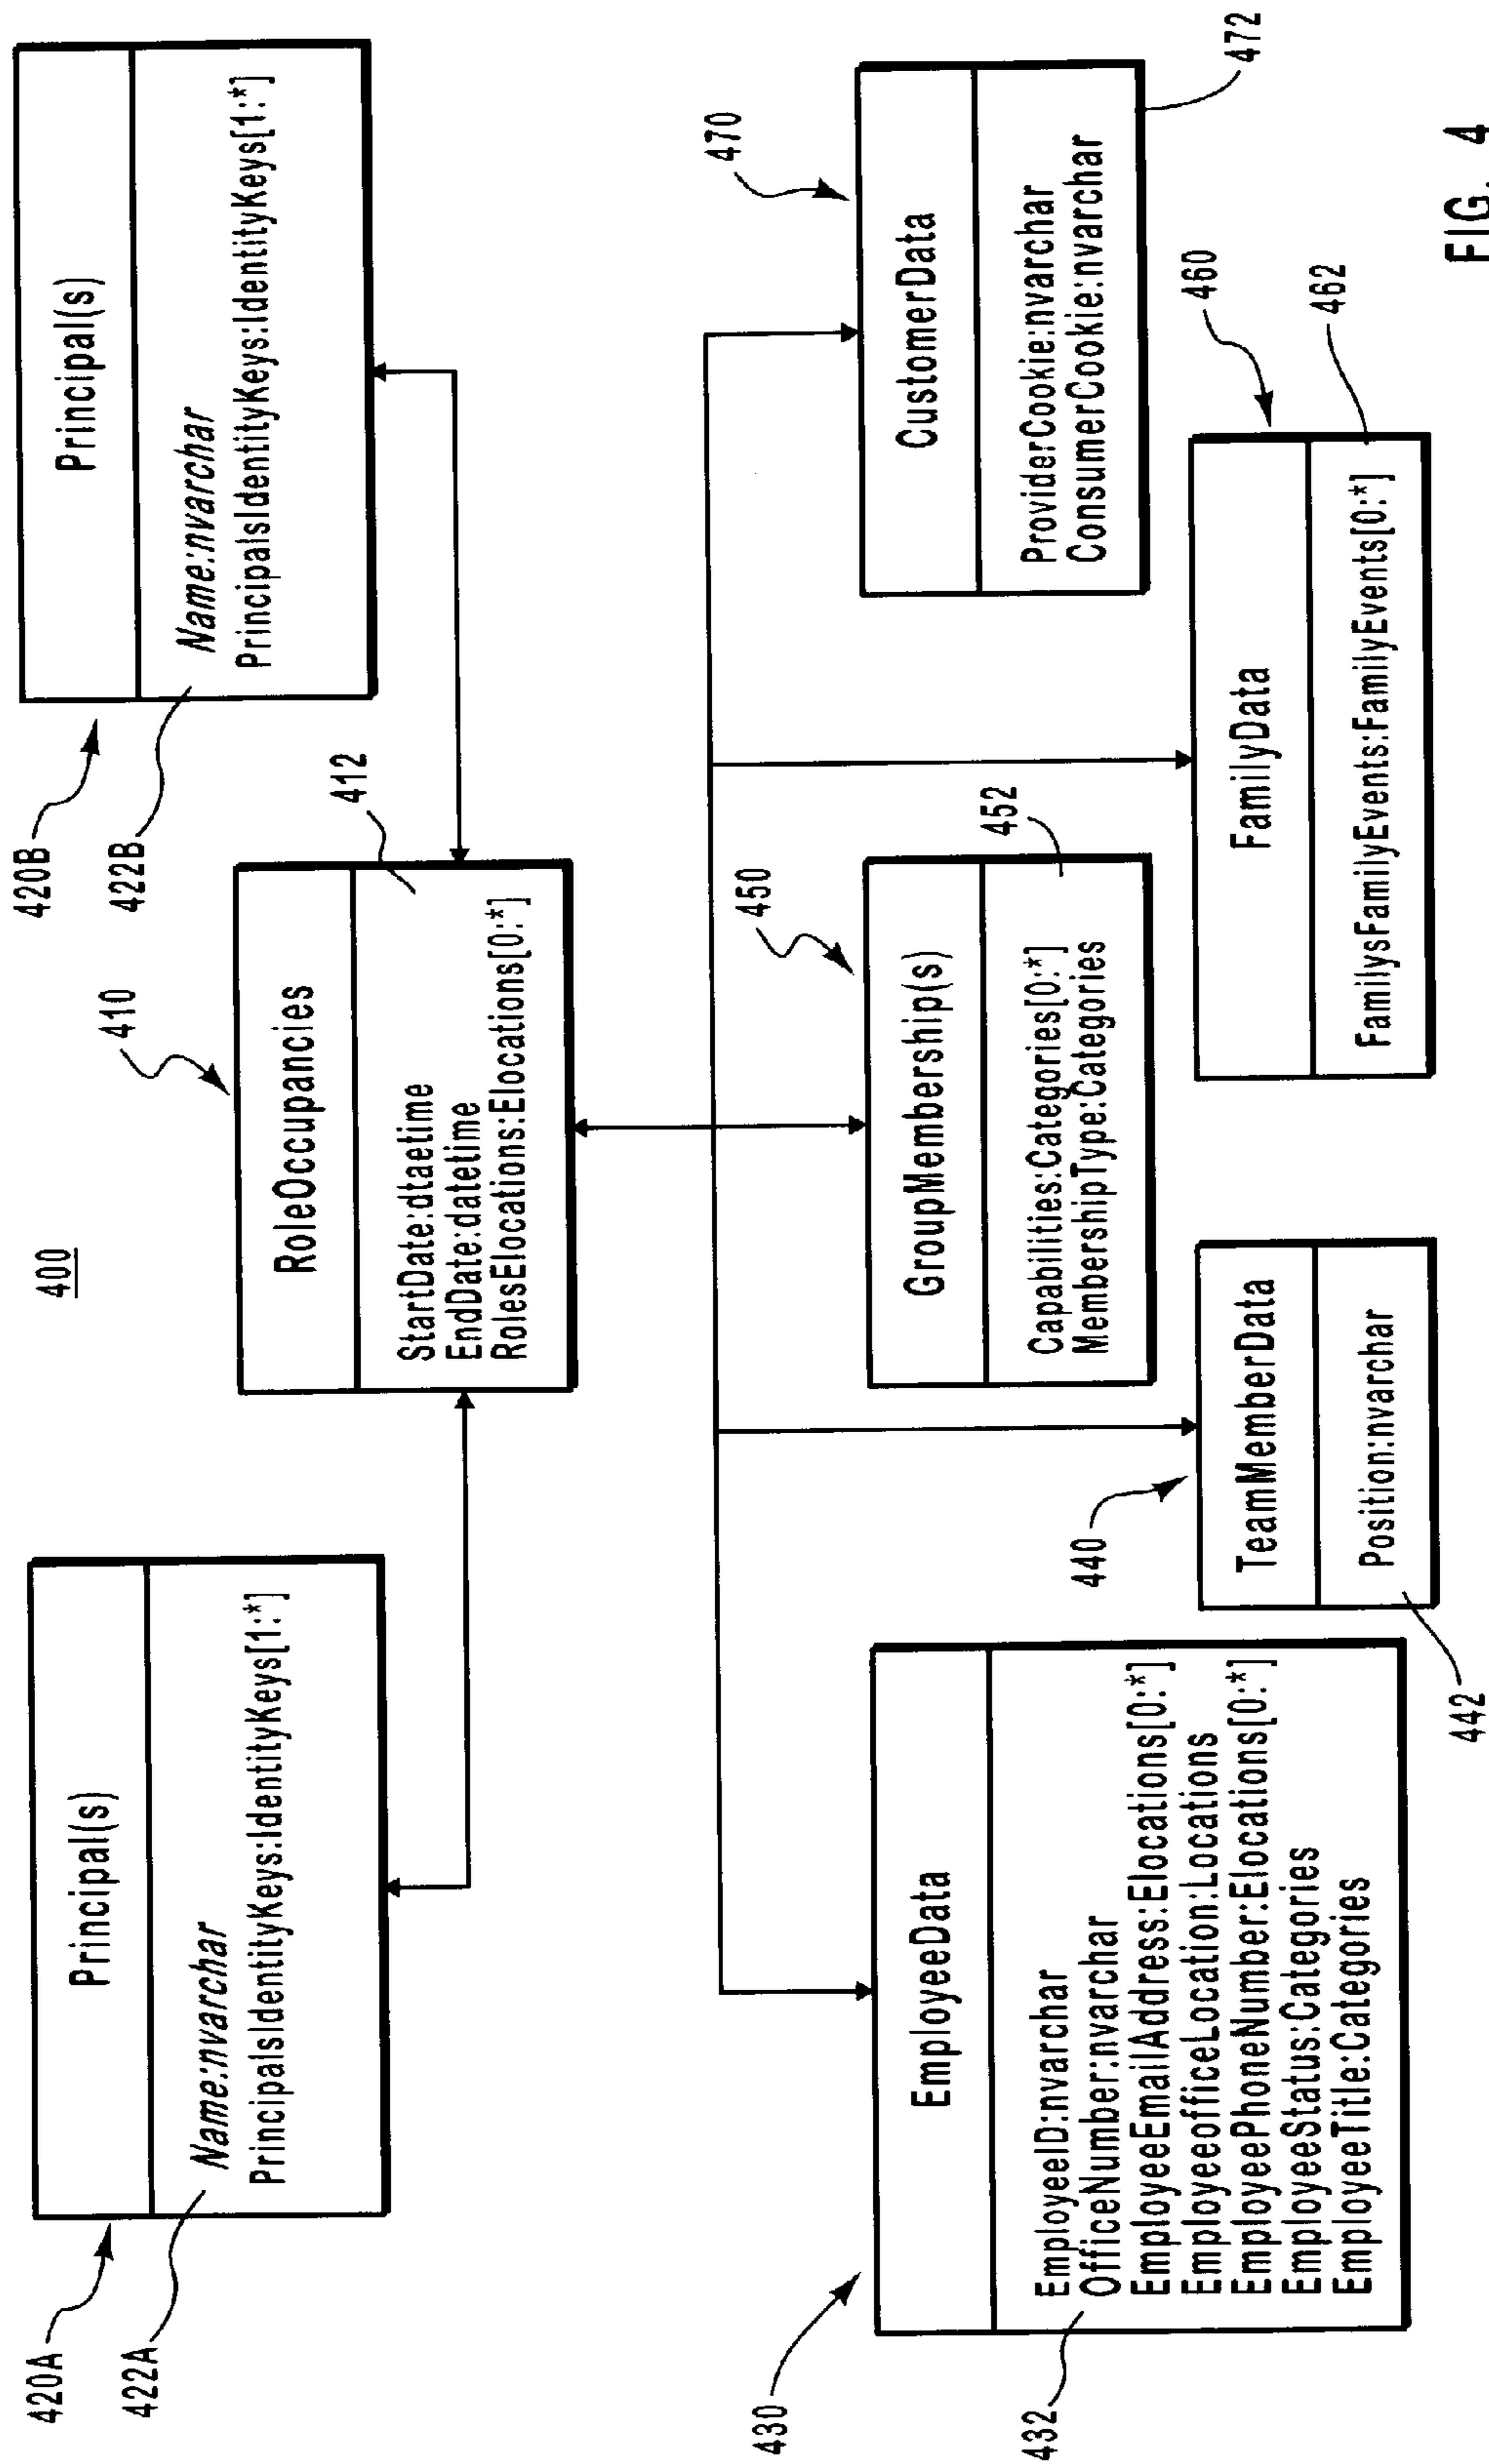 400
420A
422A
Principal(s)
Name:nvarchar
PrincipalsIdentityKeys:IdentityKeys[1:*]
410
RoleOccupancies
412
StartDate:dtaetime
EndDate:datetime
RolesElocations:Elocations[0:*]
420B
422B
Principal(s)
Name:nvarchar
PrincipalsIdentityKeys:IdentityKeys[1:*]
430
432
EmployeeData
EmployeeID:nvarchar
OfficeNumber:nvarchar
EmployeeEmailAddress:Elocations[0:*]
EmployeeofficeLocation:Locations
EmployeePhoneNumber:Elocations[0:*]
EmployeeStatus:Categories
EmployeeTitle:Categories
440
TeamMemberData
Position:nvarchar
442
450
GroupMembership(s)
452
Capabilities:Categories[0:*]
MembershipType:Categories
460
FamilyData
FamilysFamilyEvents:FamilyEvents[0:*]
462
470
CustomerData
ProviderCookie:nvarchar
ConsumerCookie:nvarchar
472
FIG. 4